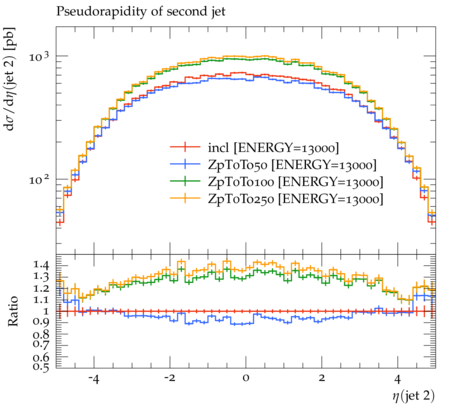 Pseudorapidity of second jet
dσ/dη(jet 2) [pb]
10³
10²
incl [ENERGY=13000]
ZpToTo50 [ENERGY=13000]
ZpToTo100 [ENERGY=13000]
ZpToTo250 [ENERGY=13000]
Ratio
1.4
1.3
1.2
1.1
1
0.9
0.8
0.7
0.6
0.5
-4 -2 0 2 4
η(jet 2)